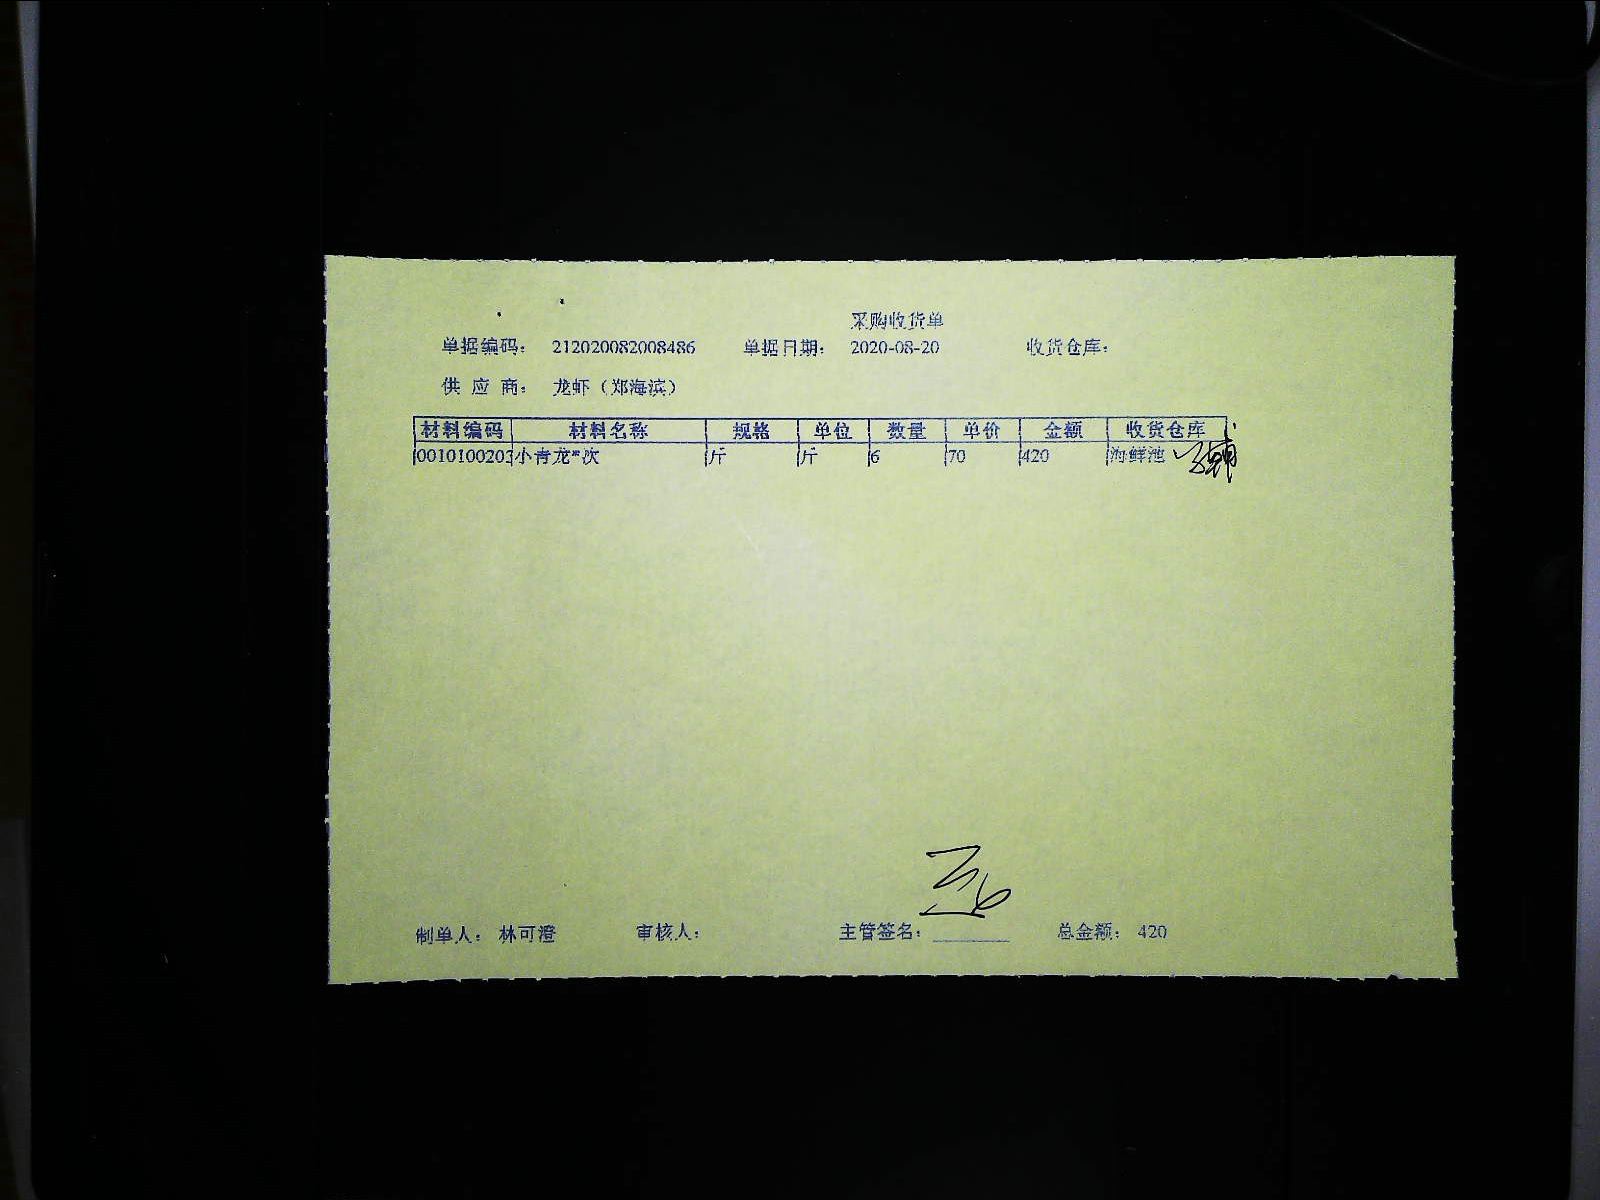 采购收货单
单据编码: 212020082008486 单据日期: 2020-08-20 收货仓库:
供 应 商: 龙虾（郑海滨）
材料编码 材料名称 规格 单位 数量 单价 金额 收货仓库
0010100203 小青龙*次 斤 斤 6 70 420 海鲜池
制单人: 林可澄 审核人: 主管签名: 总金额: 420